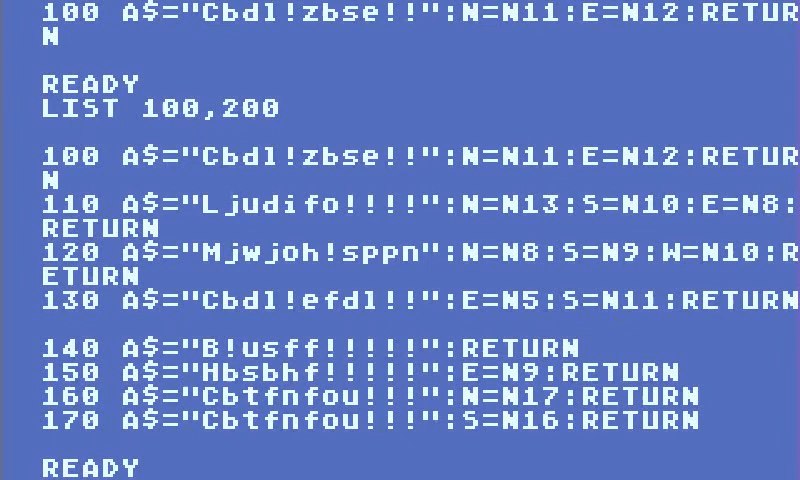 100 A$="Cbdl!zbse!!":N=N11:E=N12:RETUR
N
READY
LIST 100,200
100 A$="Cbdl!zbse!!":N=N11:E=N12:RETUR
N
110 A$="Ljudifo!!!!":N=N13:S=N10:E=N8:
RETURN
120 A$="Mjwjoh!sppn":N=N8:S=N9:W=N10:R
ETURN
130 A$="Cbdl!efdl!!":E=N5:S=N11:RETURN
140 A$="B!usff!!!!!":RETURN
150 A$="Hbsbhf!!!!!":E=N9:RETURN
160 A$="Cbtfnfou!!!":N=N17:RETURN
170 A$="Cbtfnfou!!!":S=N16:RETURN
READY